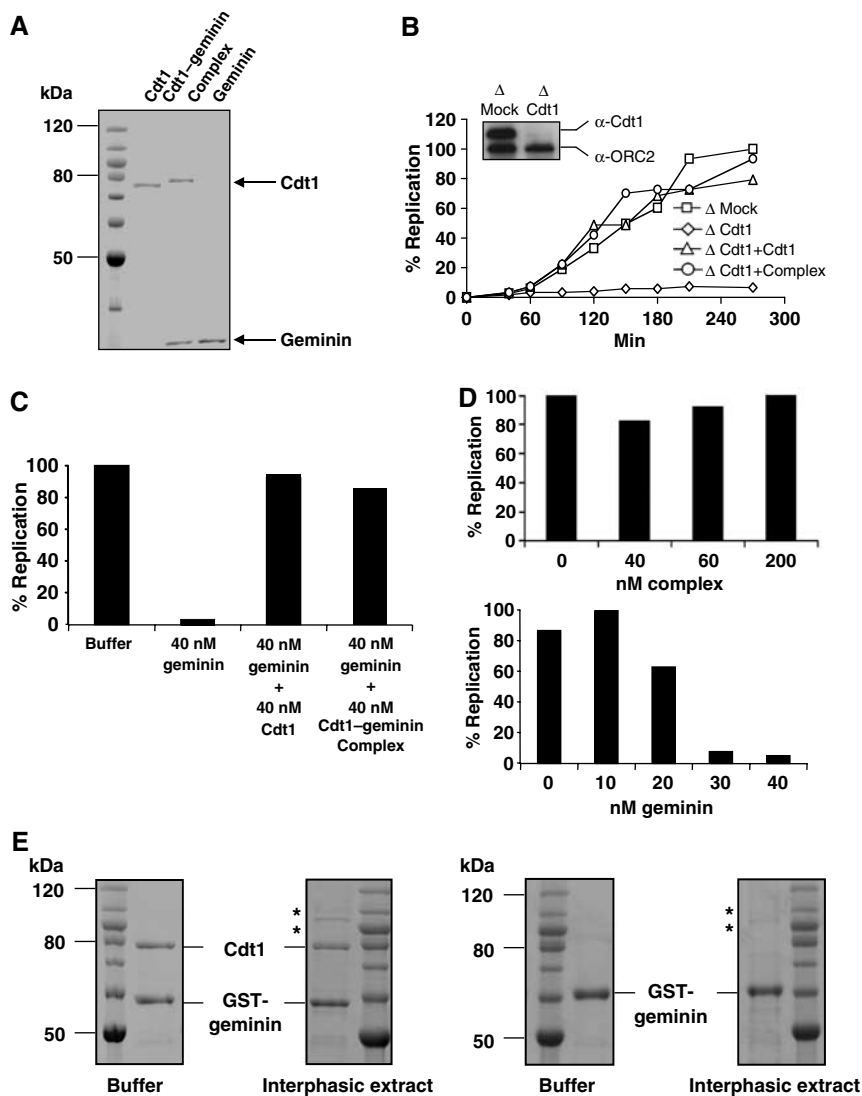 A
kDa
Cdt1
Cdt1–geminin
Complex
Geminin
120
80
50
Cdt1
Geminin
B
Δ Δ
Mock Cdt1
α-Cdt1
α-ORC2
% Replication
120
100
80
60
40
20
0
0 60 120 180 240 300
Min
Δ Mock
Δ Cdt1
Δ Cdt1+Cdt1
Δ Cdt1+Complex
C
% Replication
100
80
60
40
20
0
Buffer
40 nM
geminin
40 nM
geminin
+
40 nM
Cdt1
40 nM
geminin
+
40 nM
Cdt1–geminin
Complex
D
% Replication
100
80
60
40
20
0
0 40 60 200
nM complex
% Replication
100
80
60
40
20
0
0 10 20 30 40
nM geminin
E
kDa
120
80
50
Cdt1
GST-
geminin
*
*
Buffer
Interphasic extract
kDa
120
80
50
GST-
geminin
*
*
Buffer
Interphasic extract